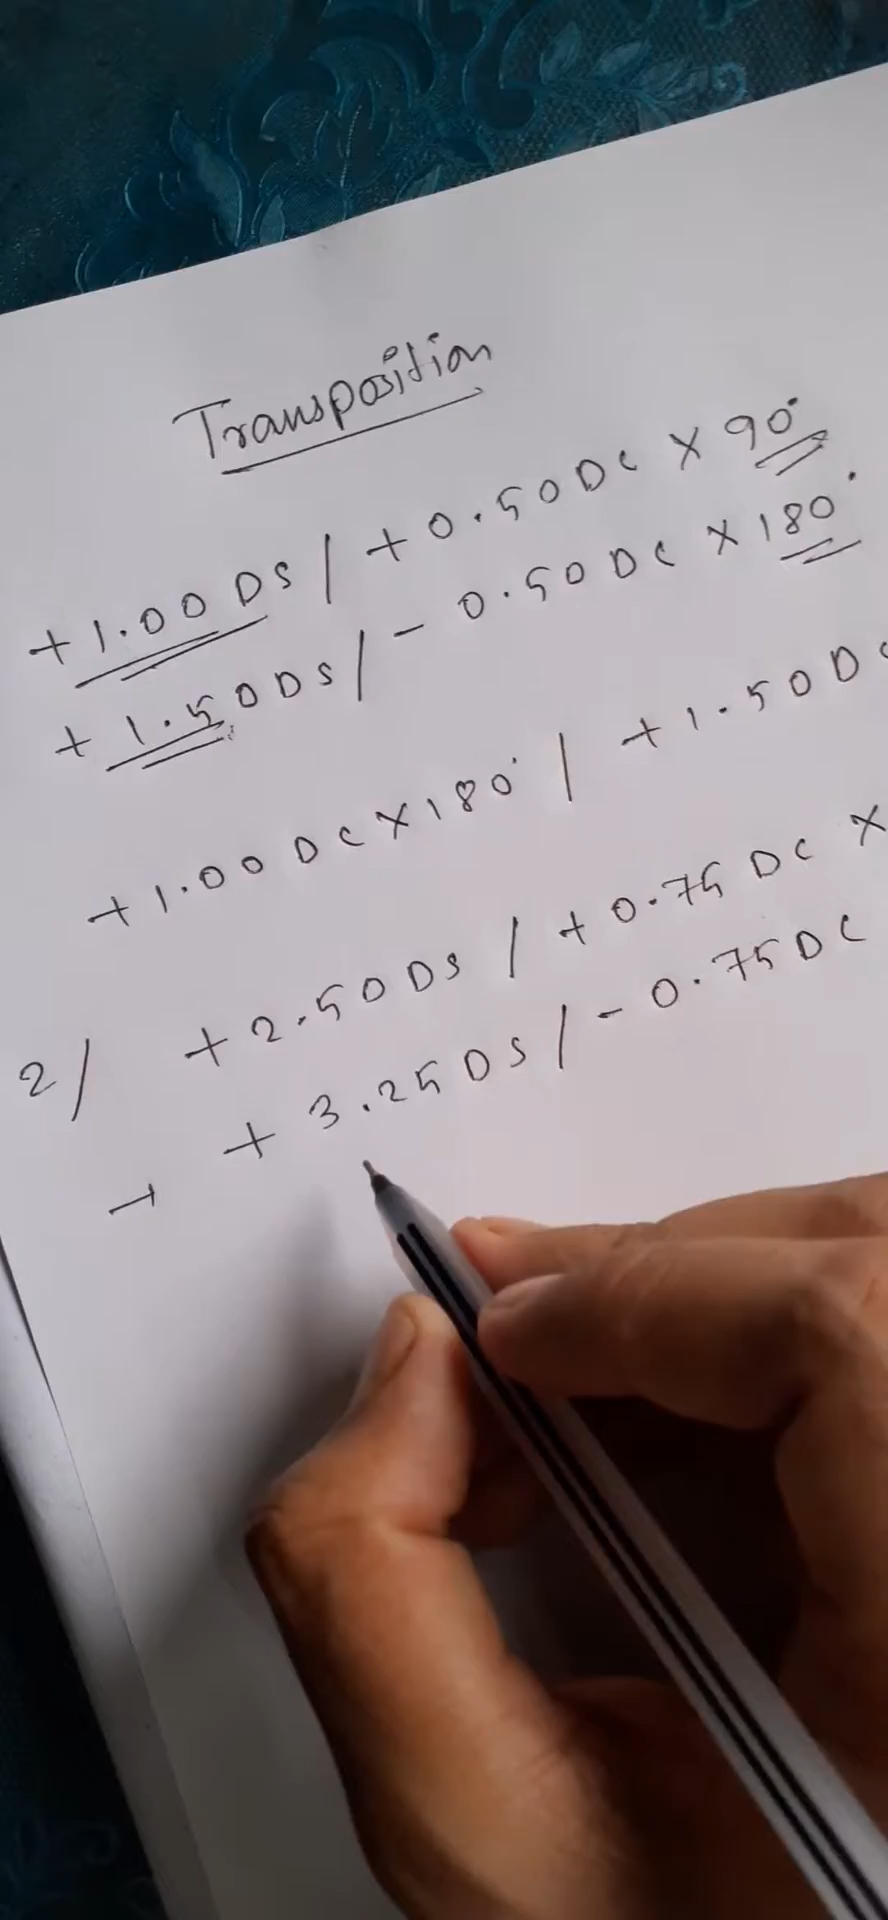 Transposition
+1.00 DS / +0.50 DC X 90°
+1.50 DS / -0.50 DC X 180°
+1.00 DC X 180° / +1.50 DC
2/ +2.50 DS / +0.75 DC X
→ +3.25 DS / -0.75 DC